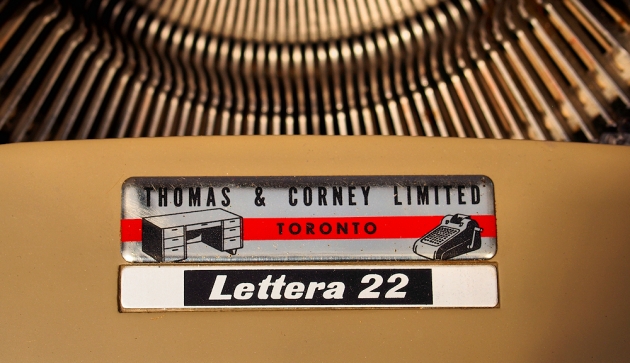 THOMAS & CORNEY LIMITED
TORONTO
Lettera 22